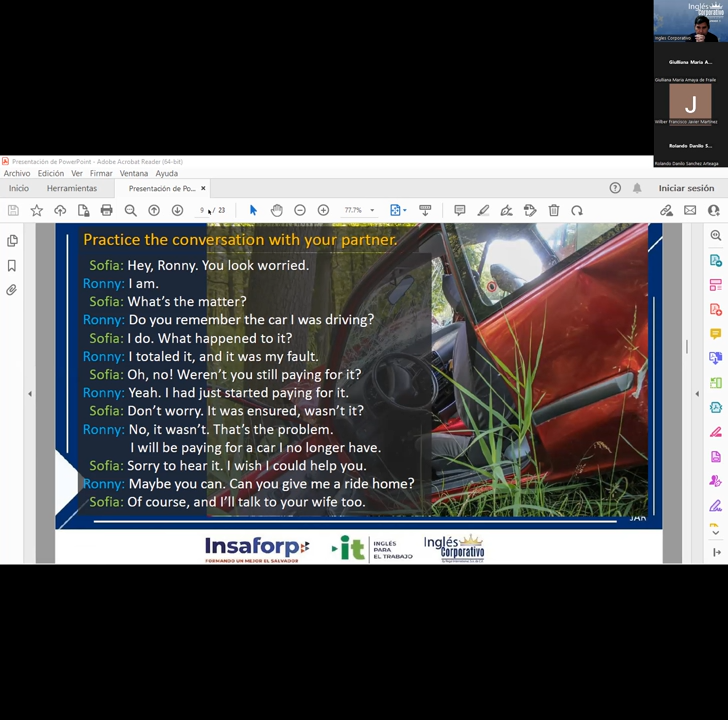 Inglés
Corporativo
Ingles Corporativo
Giulliana Maria A...
Giulliana Maria Amaya de Fraile
J
Wilber Francisco Javier Martinez
Rolando Danilo S...
Rolando Danilo Sanchez Arteaga
Presentación de PowerPoint - Adobe Acrobat Reader (64-bit)
Archivo Edición Ver Firmar Ventana Ayuda
Inicio Herramientas Presentación de Po... × Iniciar sesión
9 / 23 77.7%
Practice the conversation with your partner.
Sofia: Hey, Ronny. You look worried.
Ronny: I am.
Sofia: What's the matter?
Ronny: Do you remember the car I was driving?
Sofia: I do. What happened to it?
Ronny: I totaled it, and it was my fault.
Sofia: Oh, no! Weren't you still paying for it?
Ronny: Yeah. I had just started paying for it.
Sofia: Don't worry. It was ensured, wasn't it?
Ronny: No, it wasn't. That's the problem.
I will be paying for a car I no longer have.
Sofia: Sorry to hear it. I wish I could help you.
Ronny: Maybe you can. Can you give me a ride home?
Sofia: Of course, and I'll talk to your wife too.
JAR
Insaforp
FORMANDO UN MEJOR EL SALVADOR
it INGLÉS
PARA
EL TRABAJO
Inglés
Corporativo